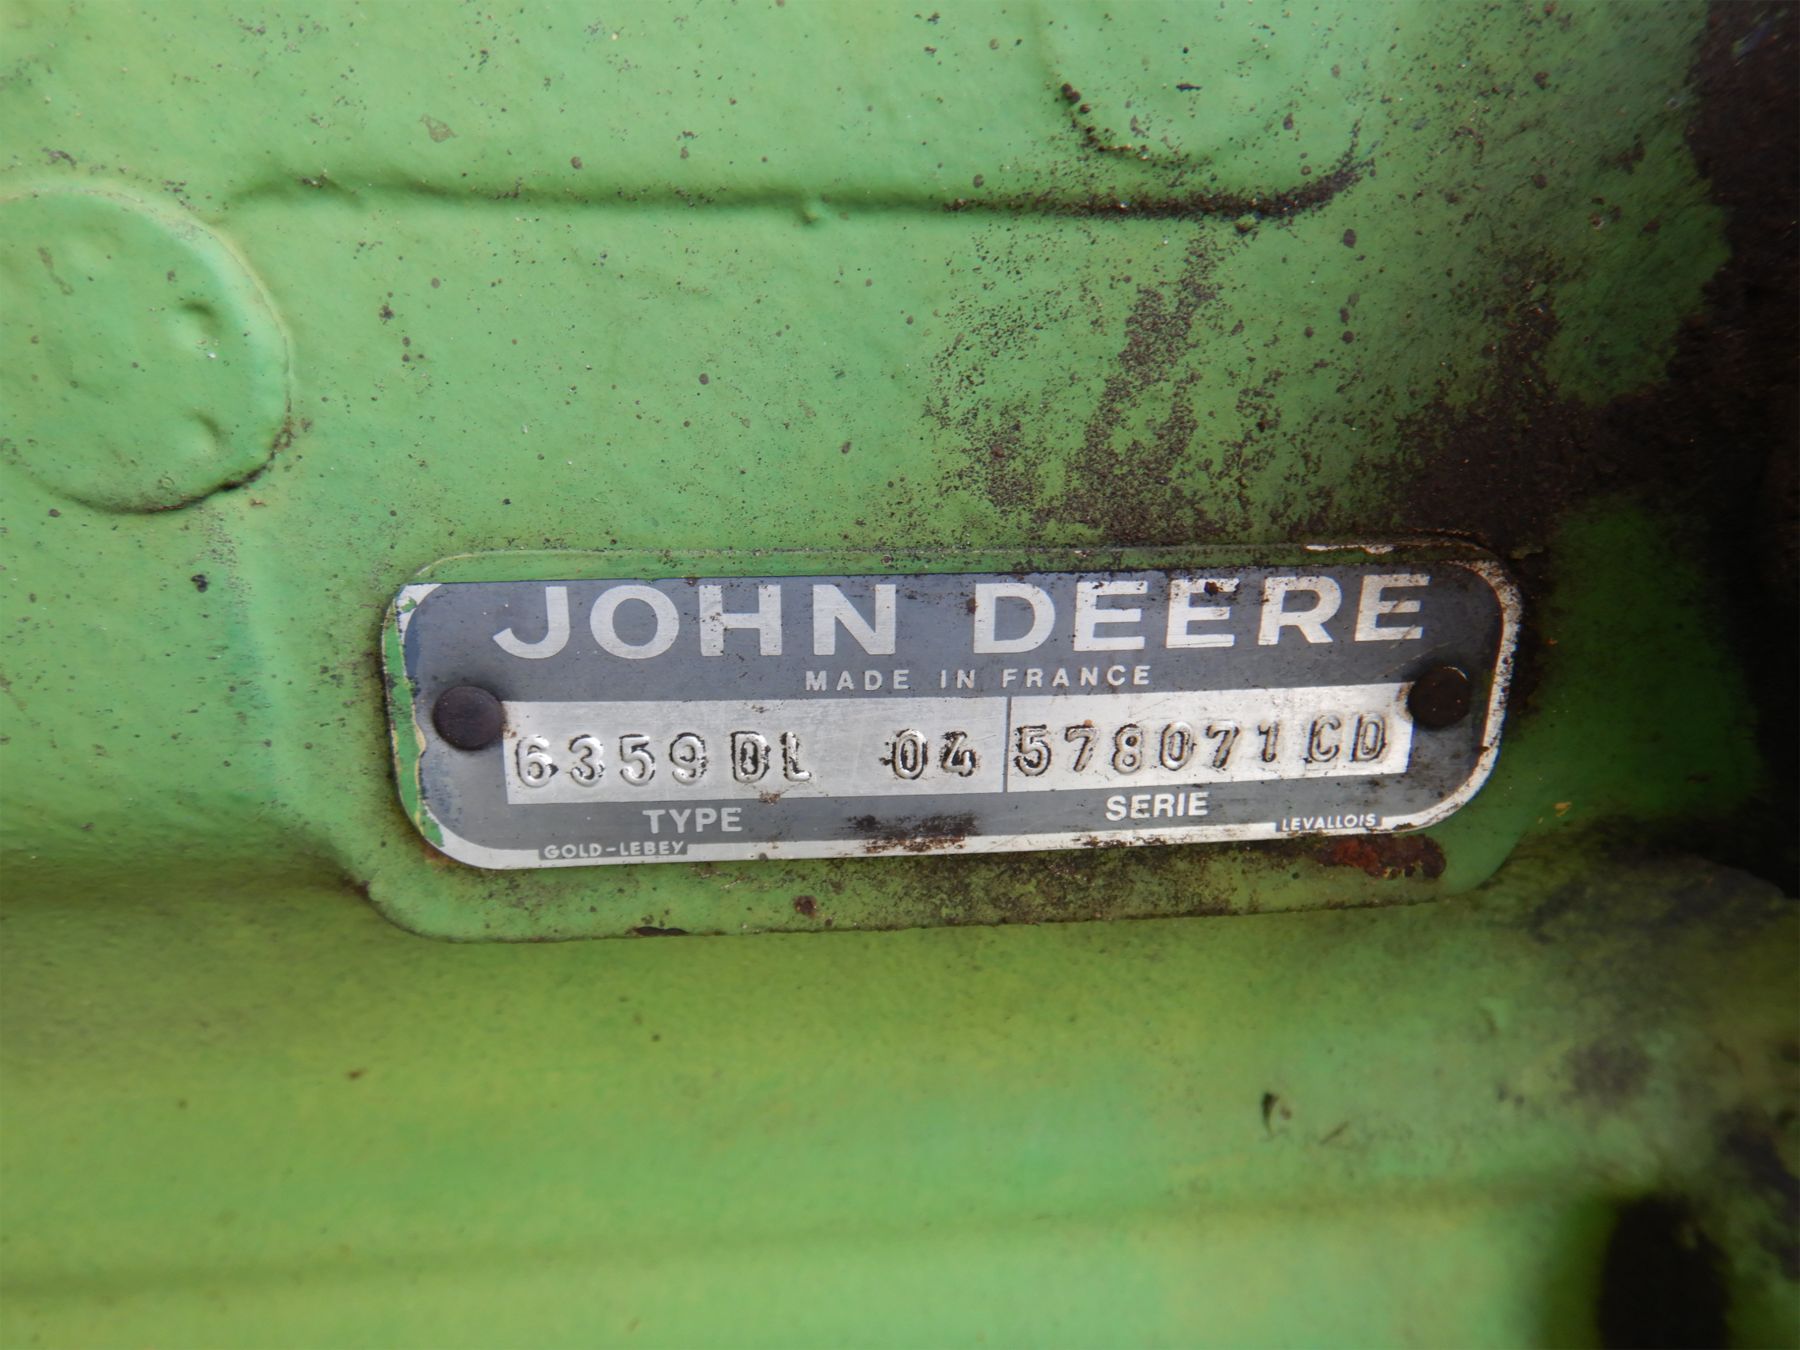 JOHN DEERE
MADE IN FRANCE
6359DL 04 578071CD
TYPE SERIE
GOLD-LEBEY LEVALLOIS